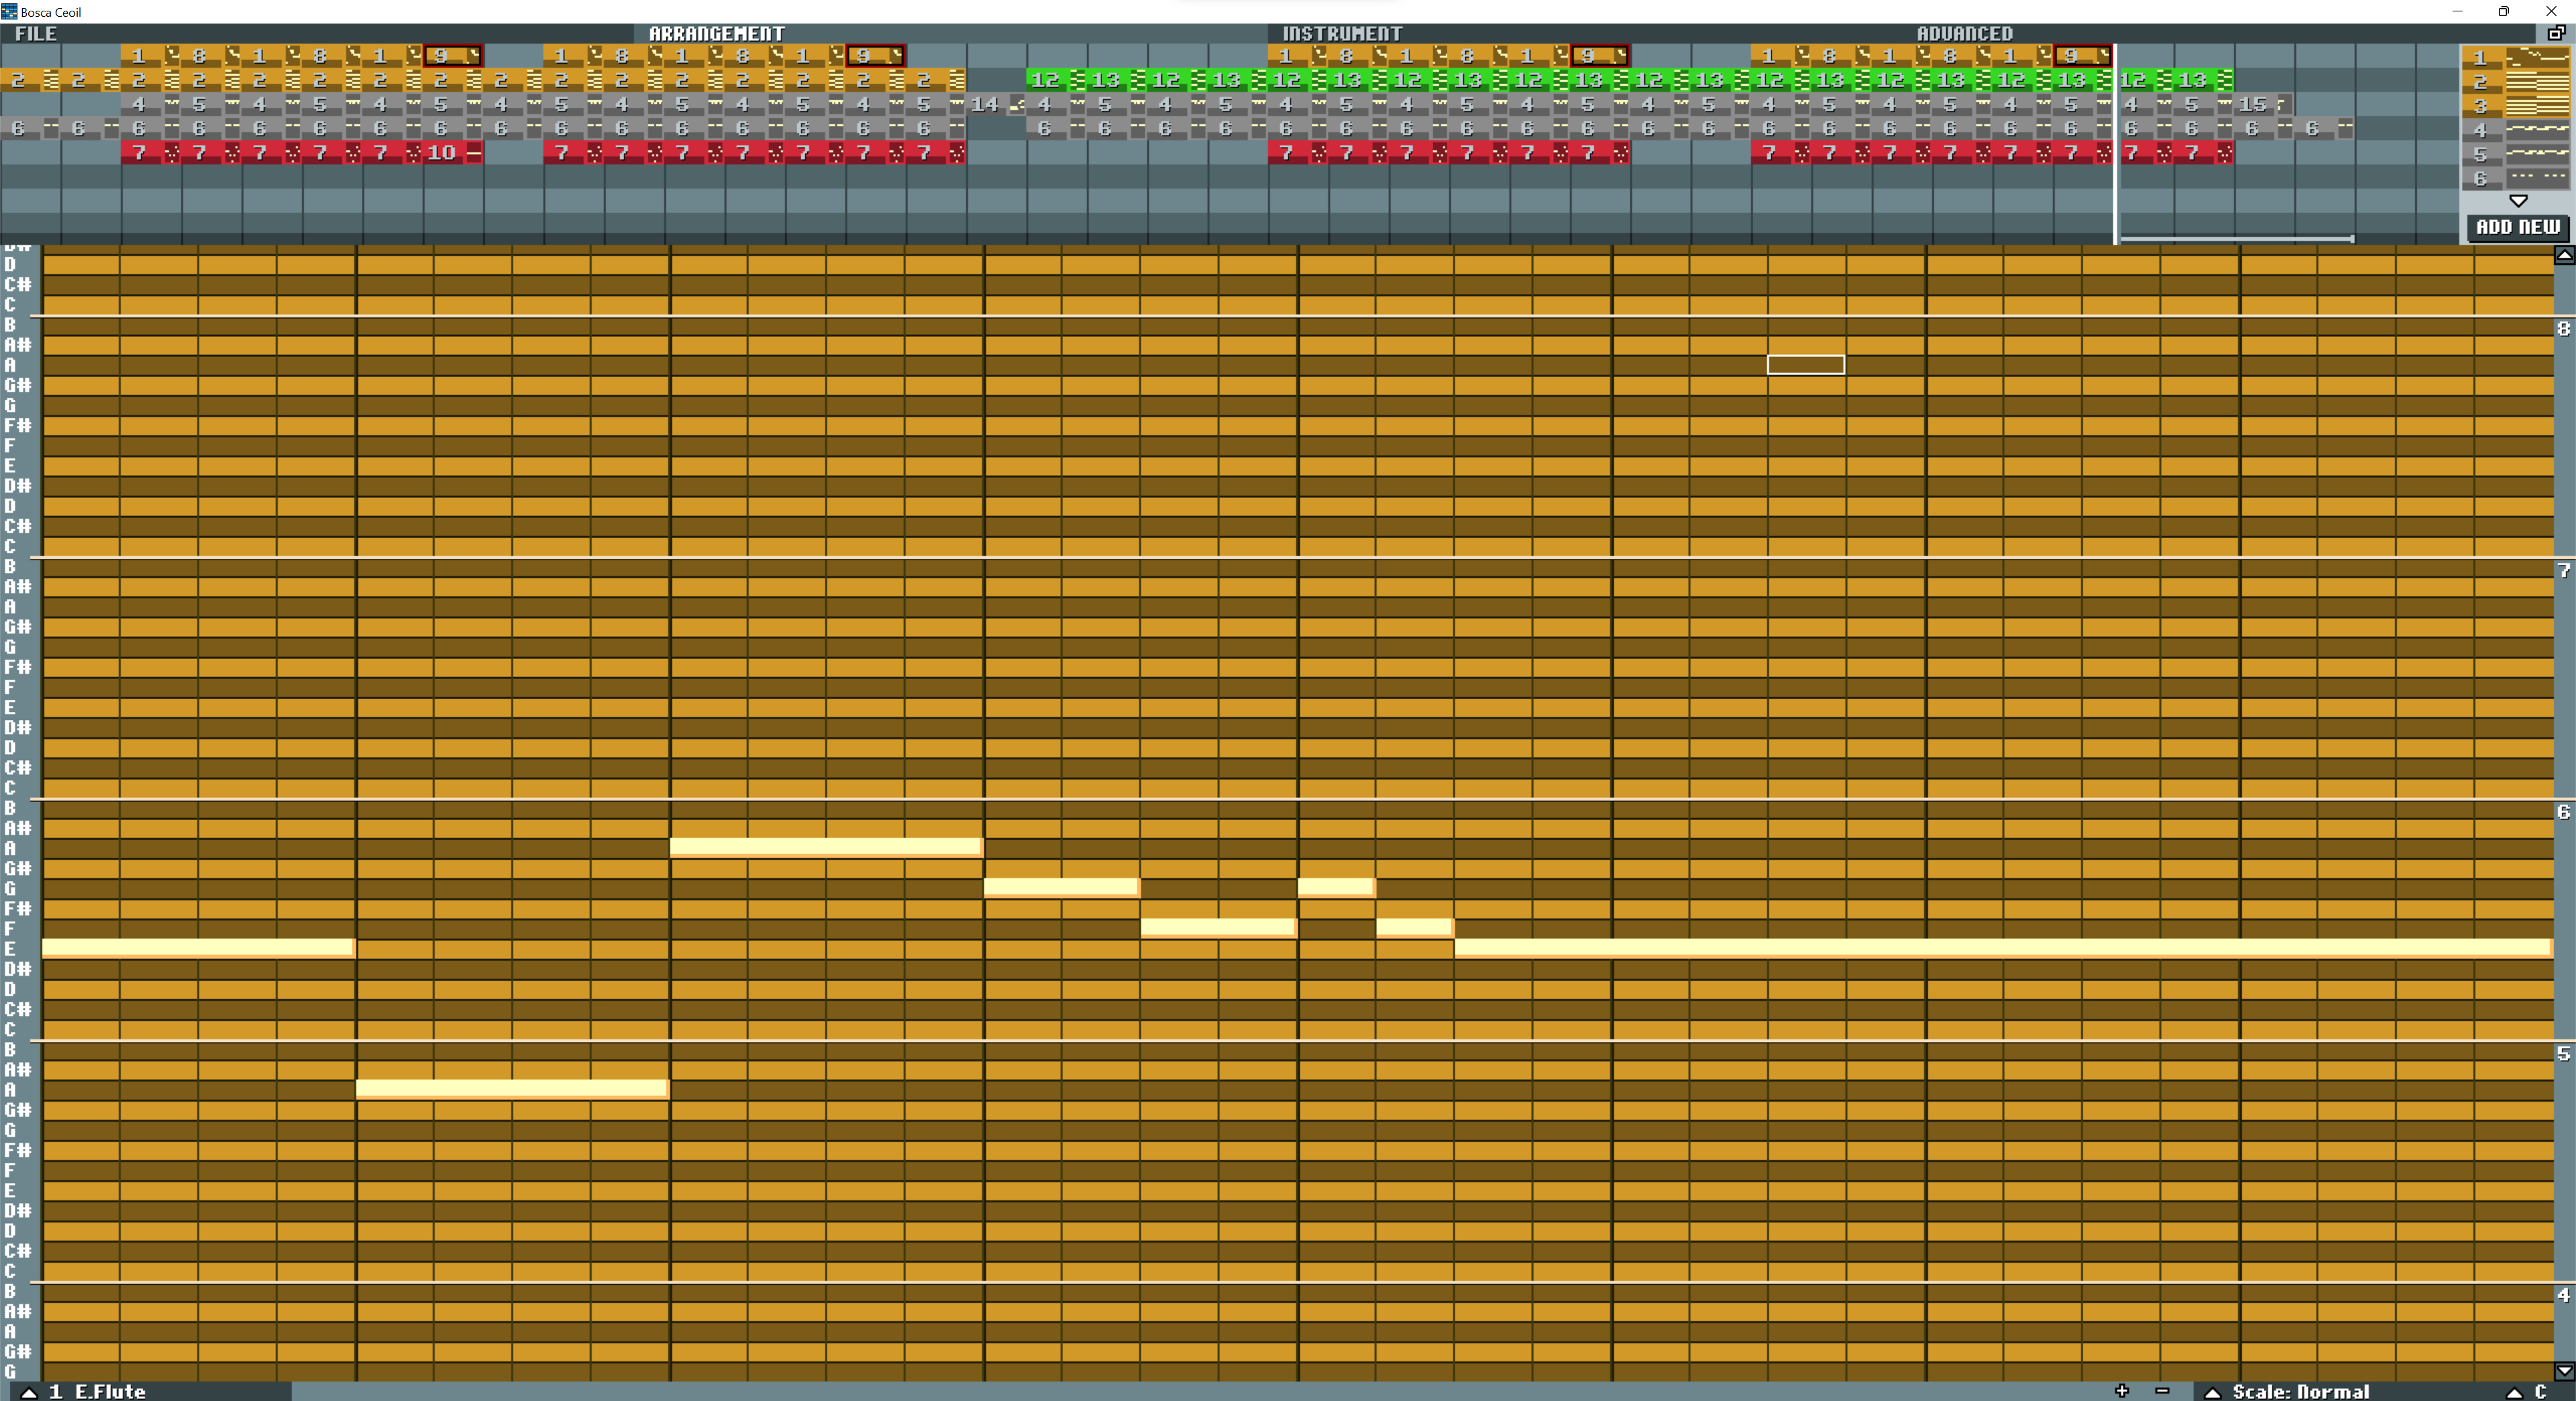 Bosca Ceoil
FILE ARRANGEMENT INSTRUMENT ADVANCED
1 8 1 8 1 9 1 8 1 8 1 9 1 8 1 8 1 9 1 8 1 8 1 9 1
2 2 2 2 2 2 2 2 2 2 2 2 2 2 2 2 12 13 12 13 12 13 12 13 12 13 12 13 12 13 12 13 12 13 12 13 2
4 5 4 5 4 5 4 5 4 5 4 5 4 5 14 4 5 4 5 4 5 4 5 4 5 4 5 4 5 4 5 4 5 4 5 15 3
6 6 6 6 6 6 6 6 6 6 6 6 6 6 6 6 6 6 6 6 6 6 6 6 6 6 6 6 6 6 6 6 6 6 6 6 6 6 4
7 7 7 7 7 10 7 7 7 7 7 7 7 7 7 7 7 7 7 7 7 7 7 7 7 7 7 5
6
ADD NEW
D#
D
C#
C
B 8
A#
A
G#
G
F#
F
E
D#
D
C#
C
B 7
A#
A
G#
G
F#
F
E
D#
D
C#
C
B 6
A#
A
G#
G
F#
F
E
D#
D
C#
C
B 5
A#
A
G#
G
F#
F
E
D#
D
C#
C
B 4
A#
A
G#
G
1 E.Flute + - Scale: Normal C